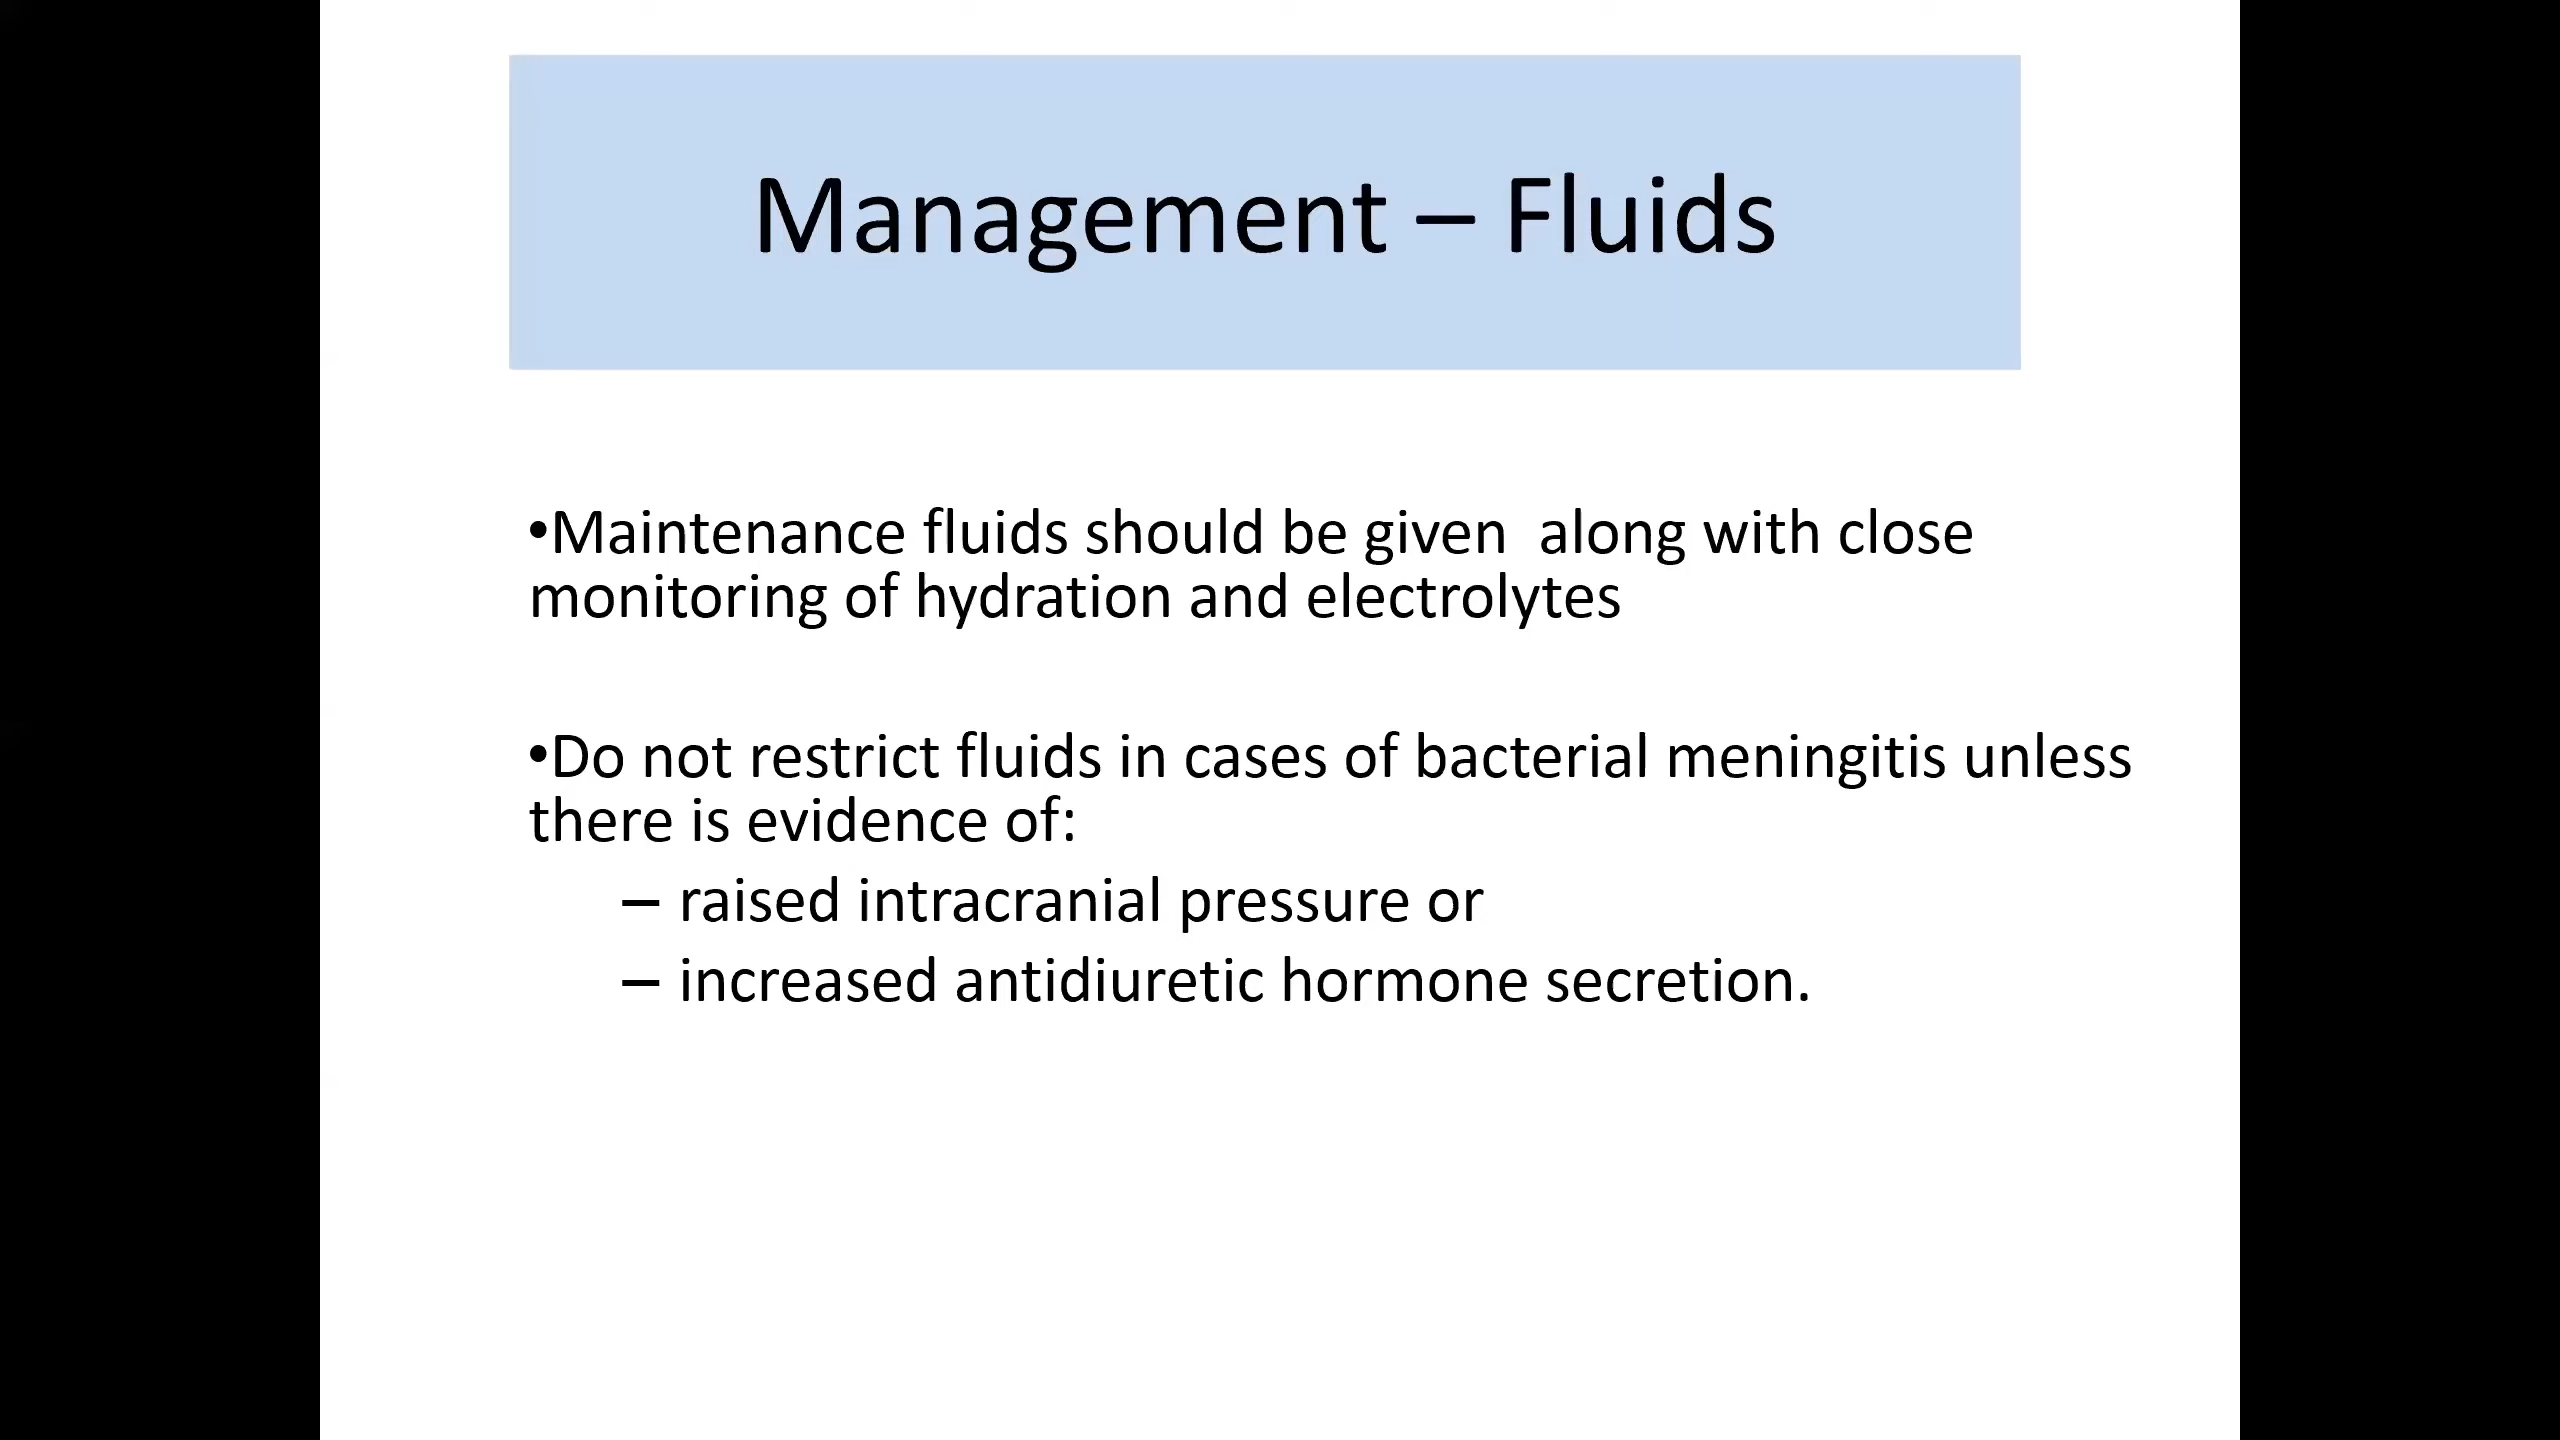 Management – Fluids
•Maintenance fluids should be given  along with close
monitoring of hydration and electrolytes
•Do not restrict fluids in cases of bacterial meningitis unless
there is evidence of:
– raised intracranial pressure or
– increased antidiuretic hormone secretion.